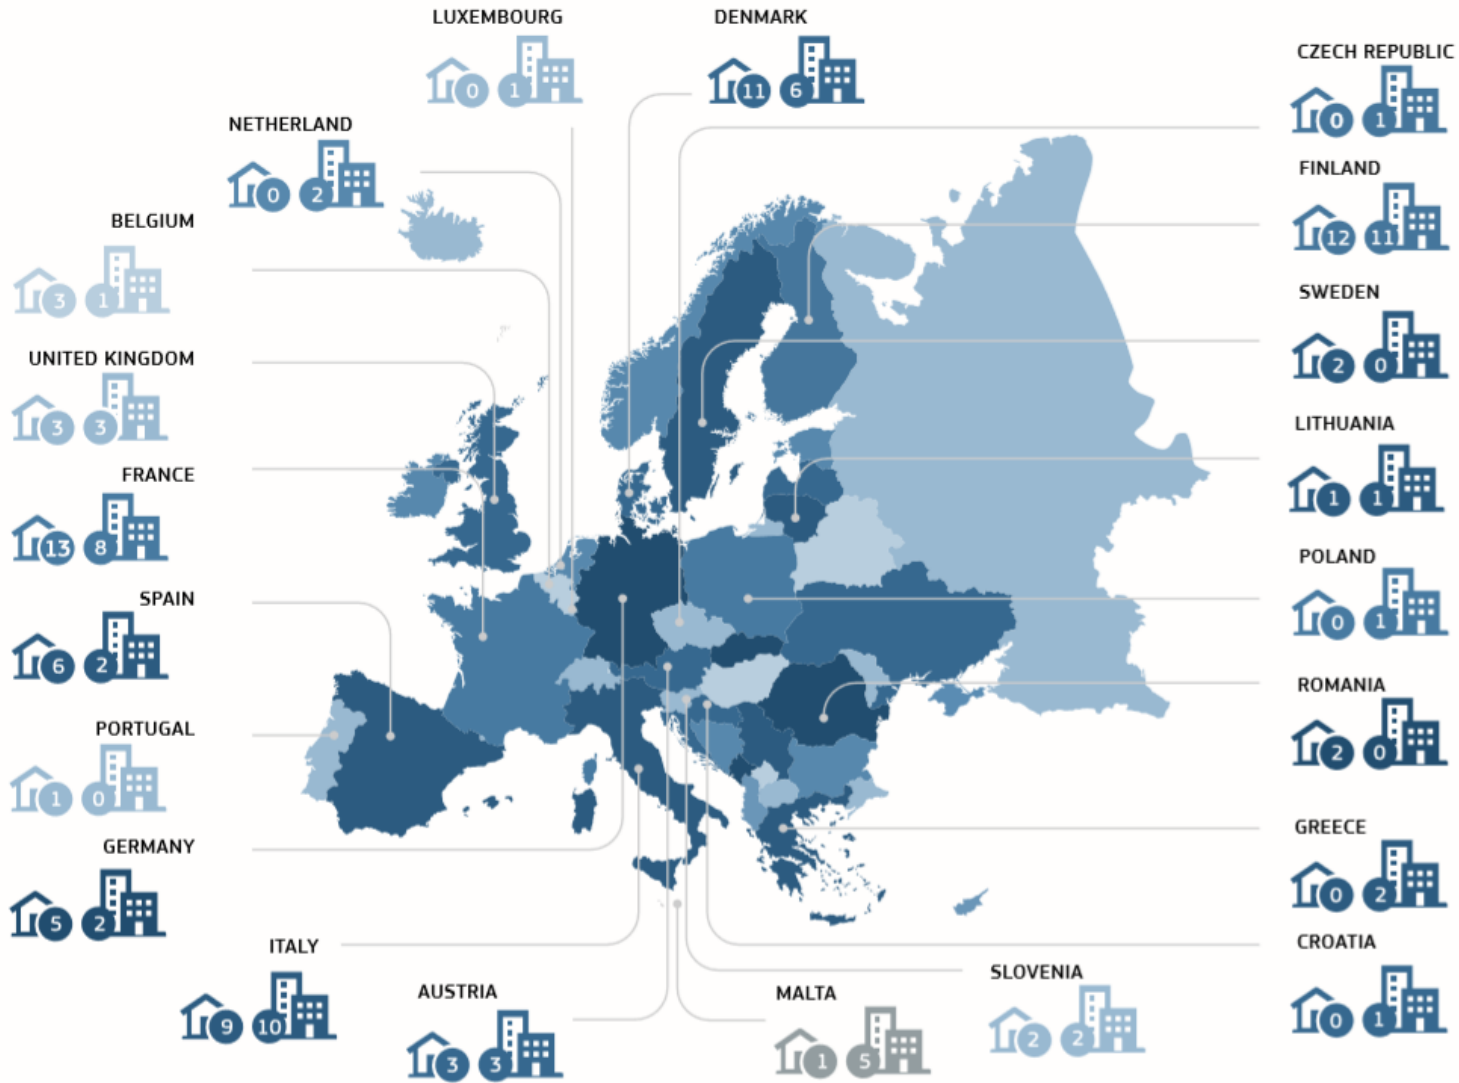 LUXEMBOURG
0 1
DENMARK
11 6
CZECH REPUBLIC
0 1
NETHERLAND
0 2
FINLAND
12 11
BELGIUM
3 1
SWEDEN
2 0
UNITED KINGDOM
3 3
LITHUANIA
1 1
FRANCE
13 8
POLAND
0 1
SPAIN
6 2
ROMANIA
2 0
PORTUGAL
1 0
GREECE
0 2
GERMANY
5 2
CROATIA
0 1
ITALY
9 10
AUSTRIA
3 3
MALTA
1 5
SLOVENIA
2 2